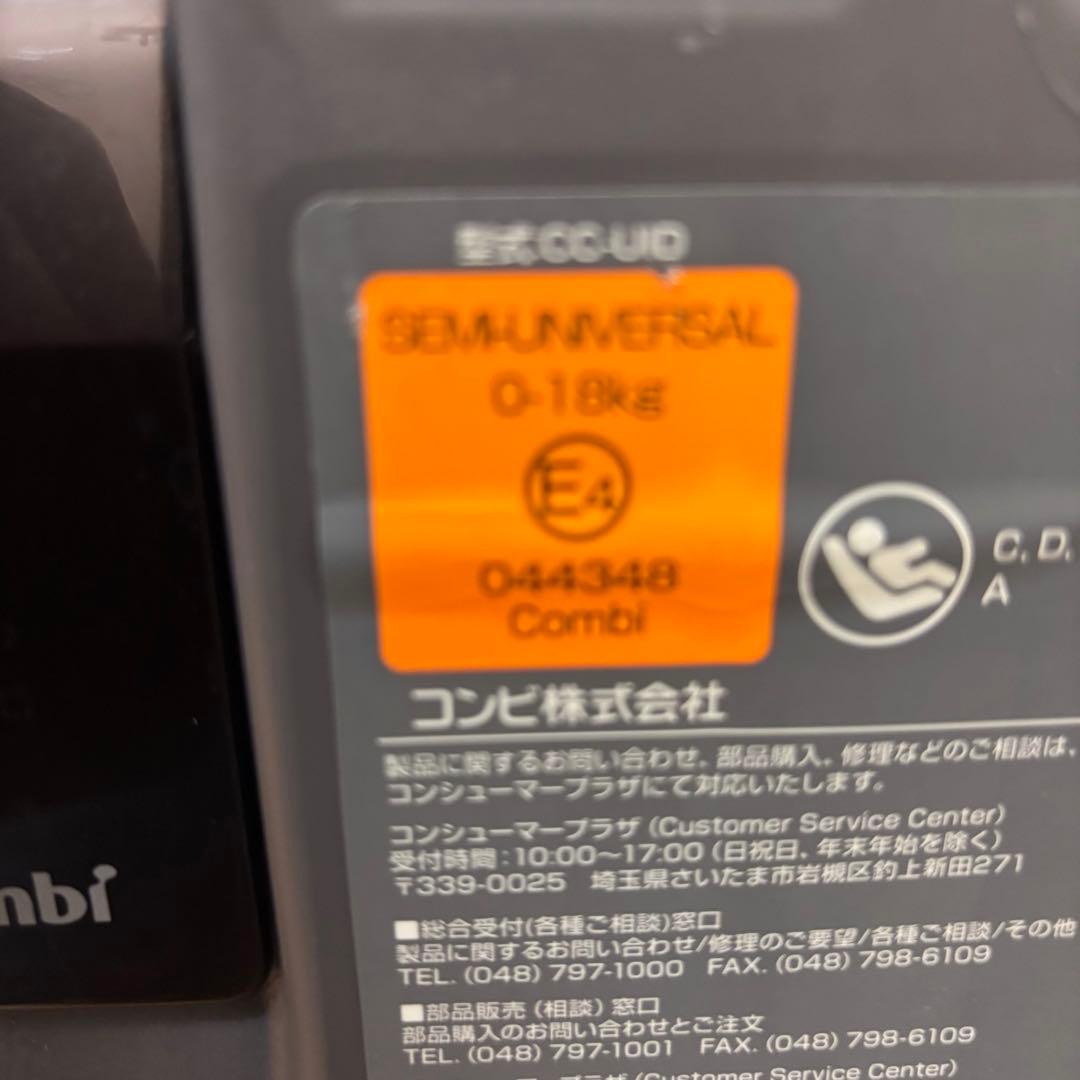 型式 CC-UID
SEMI-UNIVERSAL
0-18kg
E4
044348
Combi
C, D,
A
コンビ株式会社
製品に関するお問い合わせ、部品購入、修理などのご相談は、
コンシューマープラザにて対応いたします。
コンシューマープラザ (Customer Service Center)
受付時間:10:00~17:00 (日祝日、年末年始を除く)
〒339-0025 埼玉県さいたま市岩槻区釣上新田271
■総合受付(各種ご相談)窓口
製品に関するお問い合わせ/修理のご要望/各種ご相談/その他
TEL. (048) 797-1000 FAX. (048) 798-6109
■部品販売 (相談) 窓口
部品購入のお問い合わせとご注文
TEL. (048) 797-1001 FAX. (048) 798-6109
(Customer Service Center)
mbi